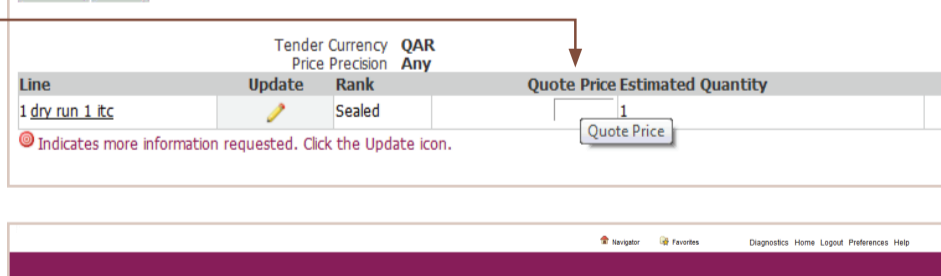 Tender Currency QAR
Price Precision Any
Line Update Rank Quote Price Estimated Quantity
1 dry run 1 itc Sealed 1
Quote Price
Indicates more information requested. Click the Update icon.
Navigator Favorites Diagnostics Home Logout Preferences Help